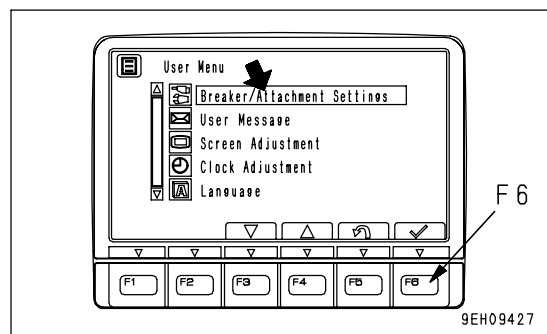 User Menu
Breaker/Attachment Settings
User Message
Screen Adjustment
Clock Adjustment
A Language
F6
F1 F2 F3 F4 F5 F6
9EH09427